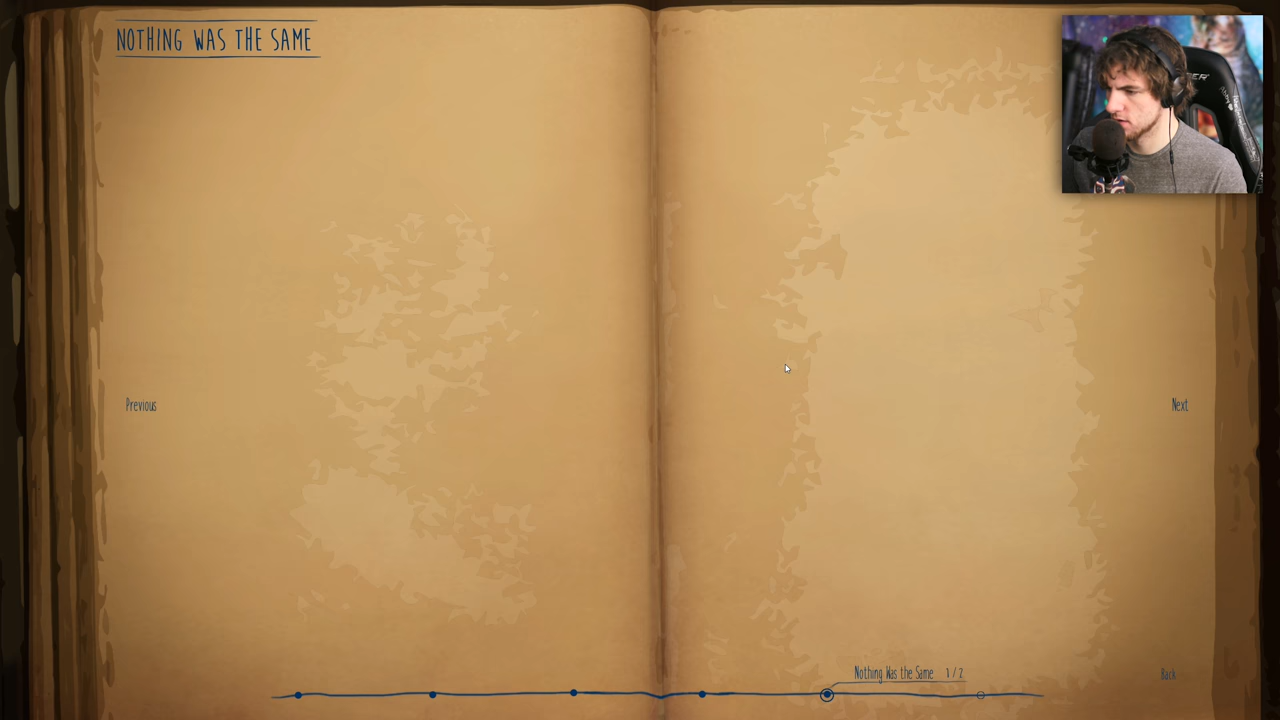 NOTHING WAS THE SAME
Previous
Next
Nothing Was the Same 1/2
Back